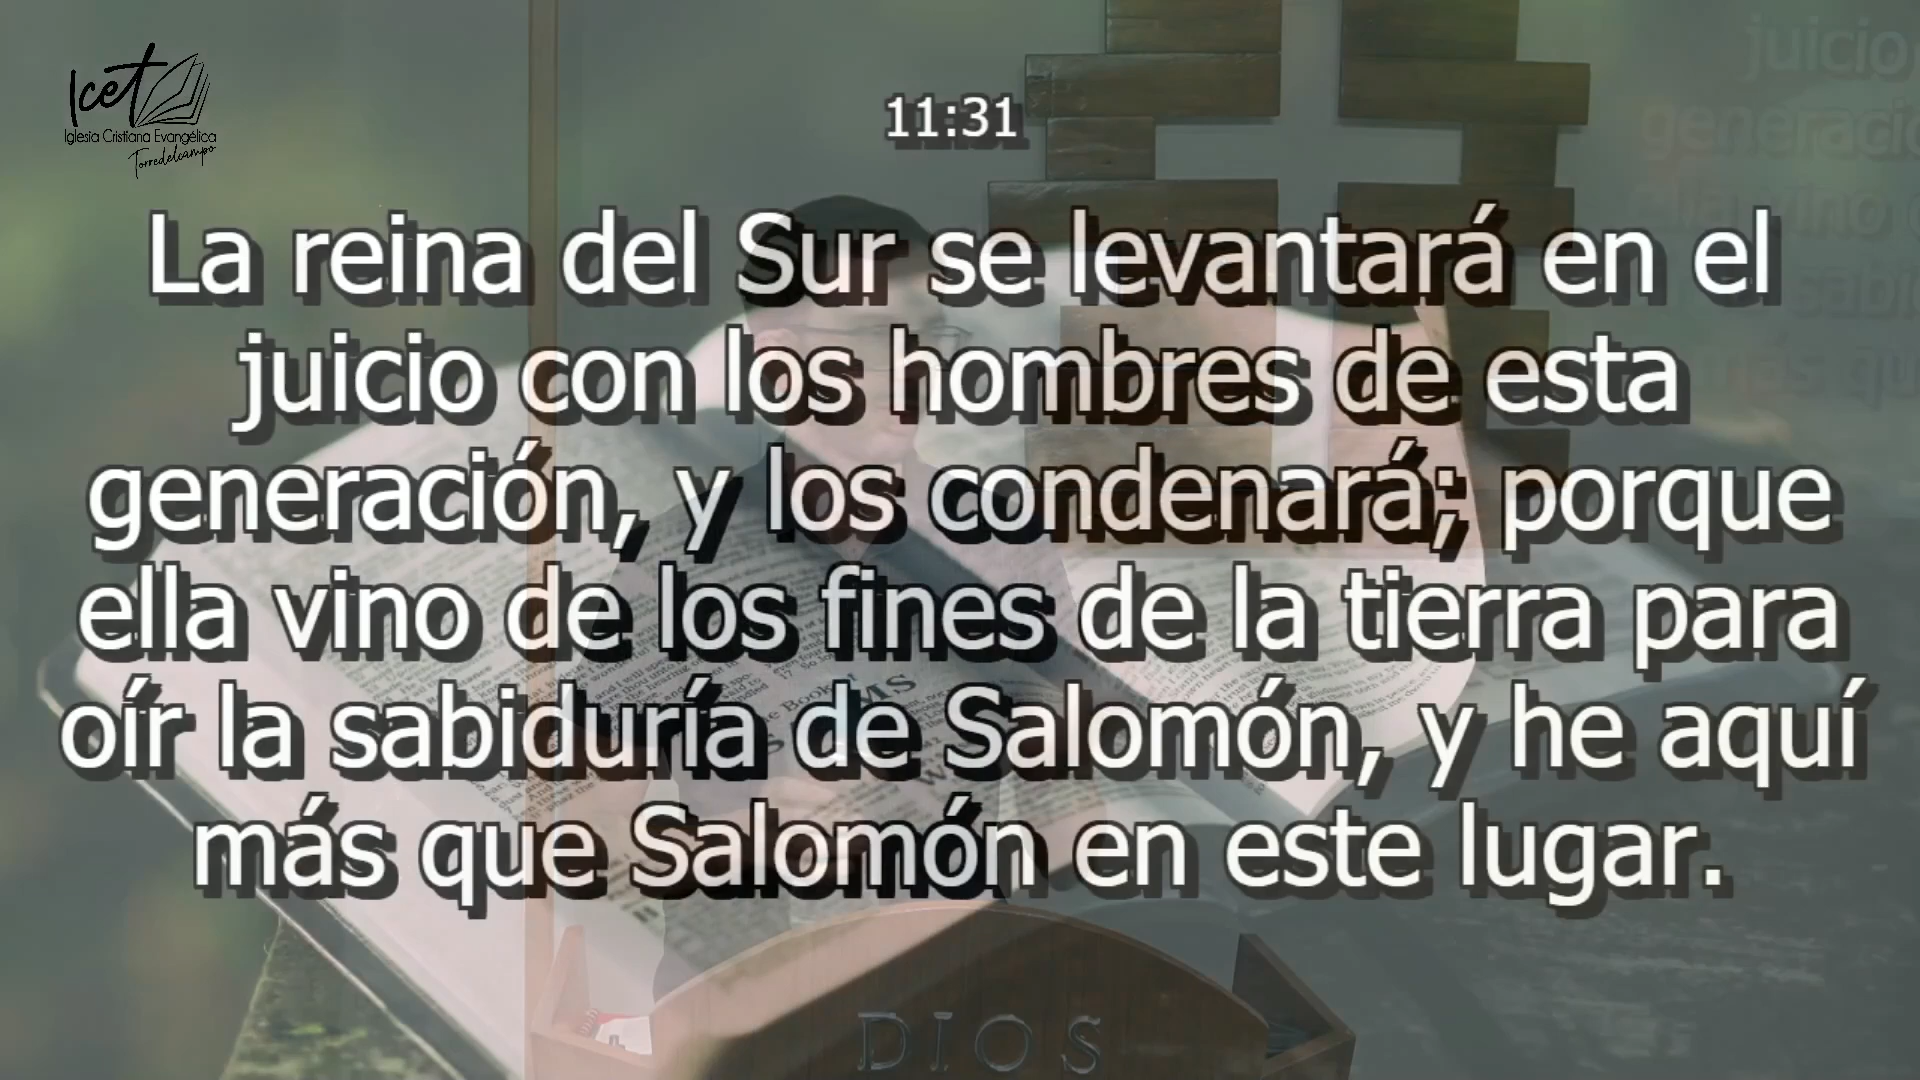 Icet
Iglesia Cristiana Evangélica
Torredelcampo
11:31
La reina del Sur se levantará en el
juicio con los hombres de esta
generación, y los condenará; porque
ella vino de los fines de la tierra para
oír la sabiduría de Salomón, y he aquí
más que Salomón en este lugar.
juicio
DIOS